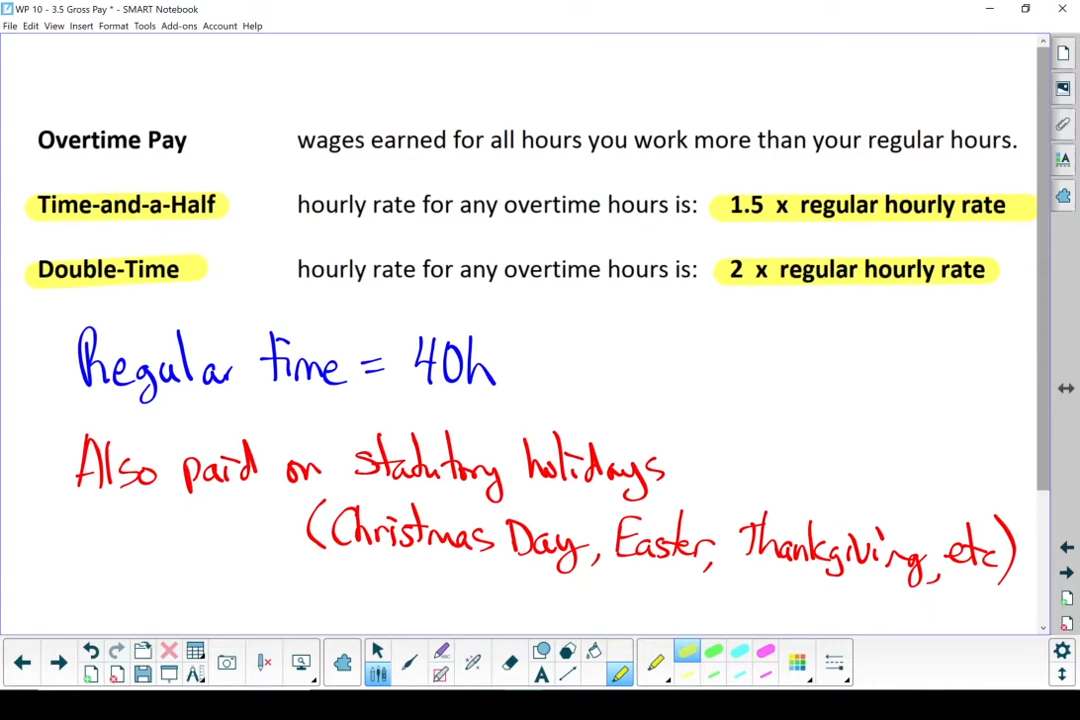 WP 10 - 3.5 Gross Pay * - SMART Notebook
File Edit View Insert Format Tools Add-ons Account Help
Overtime Pay wages earned for all hours you work more than your regular hours.
Time-and-a-Half hourly rate for any overtime hours is: 1.5 x regular hourly rate
Double-Time hourly rate for any overtime hours is: 2 x regular hourly rate
Regular time = 40h
Also paid on statutory holidays
(Christmas Day, Easter, Thanksgiving, etc)